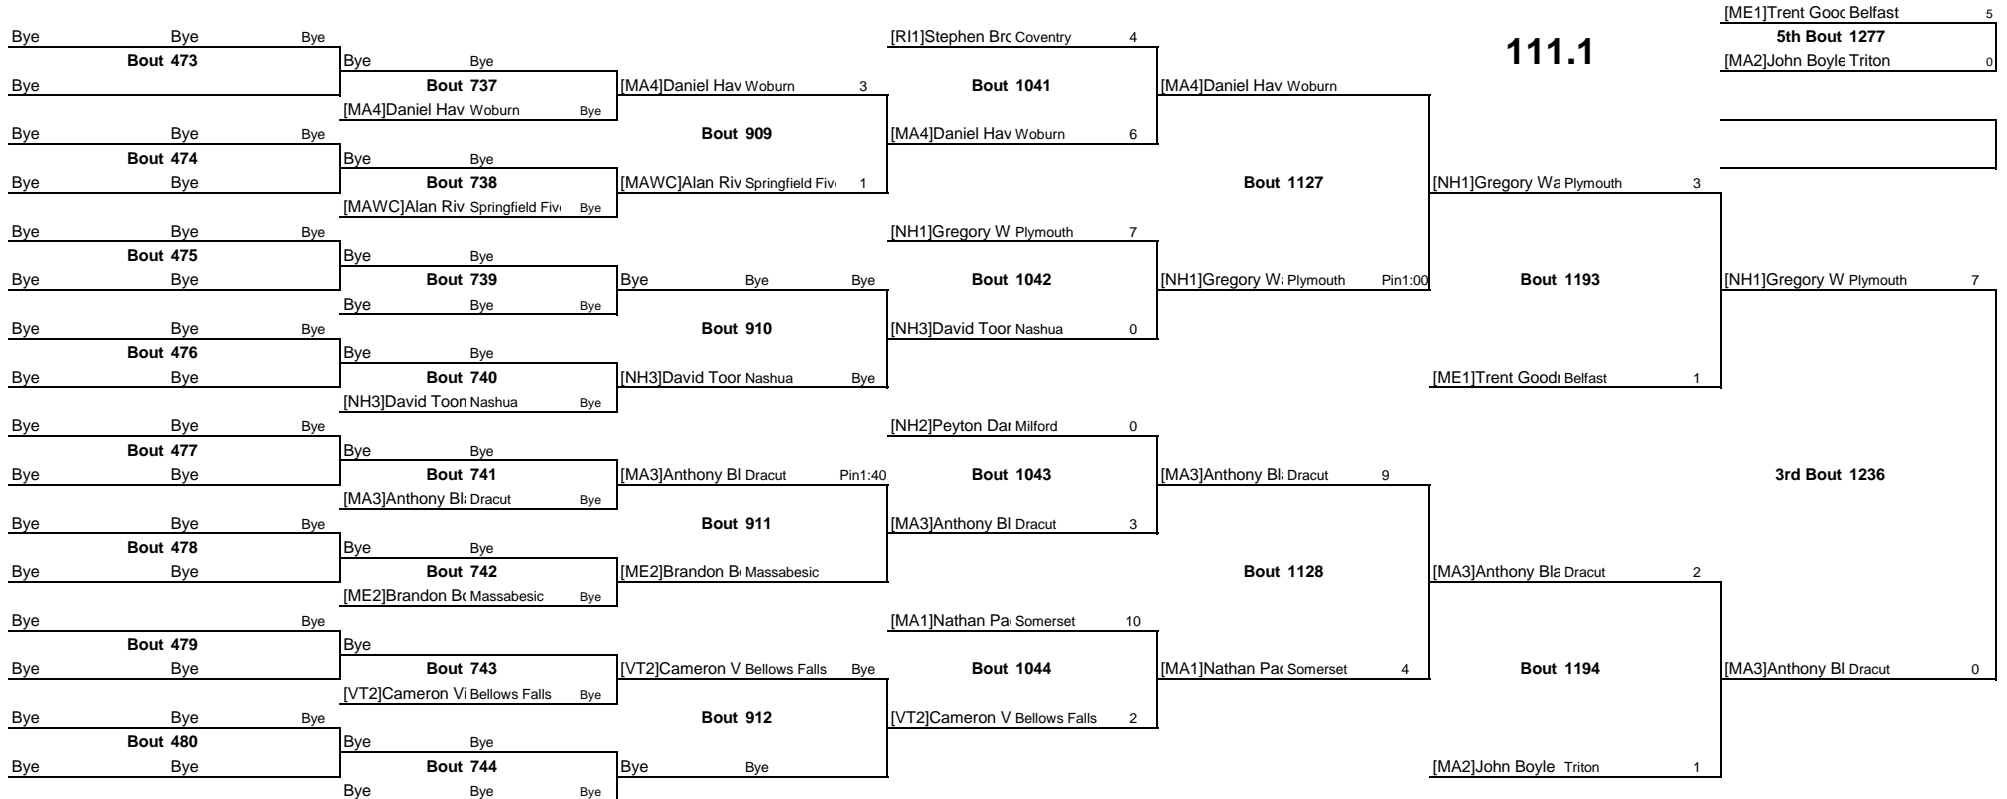 [ME1]Trent Good Belfast 5
Bye Bye Bye [RI1]Stephen Bro Coventry 4 111.1 5th Bout 1277
Bout 473 Bye Bye [MA2]John Boyle Triton 0
Bye Bout 737 [MA4]Daniel Hav Woburn 3 Bout 1041 [MA4]Daniel Hav Woburn
[MA4]Daniel Hav Woburn Bye
Bye Bye Bye Bout 909 [MA4]Daniel Hav Woburn 6
Bout 474 Bye Bye
Bye Bye Bout 738 [MAWC]Alan Riv Springfield Five 1 Bout 1127 [NH1]Gregory Wa Plymouth 3
[MAWC]Alan Riv Springfield Five Bye
Bye Bye Bye [NH1]Gregory W Plymouth 7
Bout 475 Bye
Bye Bye Bout 739 Bye Bye Bye Bout 1042 [NH1]Gregory Wa Plymouth Pin1:00 Bout 1193 [NH1]Gregory W Plymouth 7
Bye Bye Bye
Bye Bye Bye Bout 910 [NH3]David Toor Nashua 0
Bout 476 Bye Bye
Bye Bye Bout 740 [NH3]David Toor Nashua Bye [ME1]Trent Good Belfast 1
[NH3]David Toon Nashua Bye
Bye Bye Bye [NH2]Peyton Dar Milford 0
Bout 477 Bye Bye
Bye Bye Bout 741 [MA3]Anthony Bl Dracut Pin1:40 Bout 1043 [MA3]Anthony Bl Dracut 9 3rd Bout 1236
[MA3]Anthony Bla Dracut Bye
Bye Bye Bye Bout 911 [MA3]Anthony Bl Dracut 3
Bout 478 Bye Bye
Bye Bye Bout 742 [ME2]Brandon B Massabesic Bout 1128 [MA3]Anthony Bla Dracut 2
[ME2]Brandon Bo Massabesic Bye
Bye Bye [MA1]Nathan Pa Somerset 10
Bout 479 Bye
Bye Bye Bout 743 [VT2]Cameron V Bellows Falls Bye Bout 1044 [MA1]Nathan Pac Somerset 4 Bout 1194 [MA3]Anthony Bl Dracut 0
[VT2]Cameron Vi Bellows Falls Bye
Bye Bye Bye Bout 912 [VT2]Cameron V Bellows Falls 2
Bout 480 Bye Bye
Bye Bye Bout 744 Bye Bye [MA2]John Boyle Triton 1
Bye Bye Bye